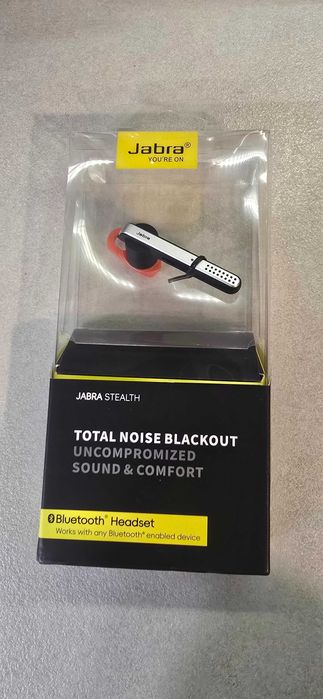 Jabra®
YOU'RE ON
Jabra
JABRA STEALTH
TOTAL NOISE BLACKOUT
UNCOMPROMIZED
SOUND & COMFORT
Bluetooth® Headset
Works with any Bluetooth® enabled device